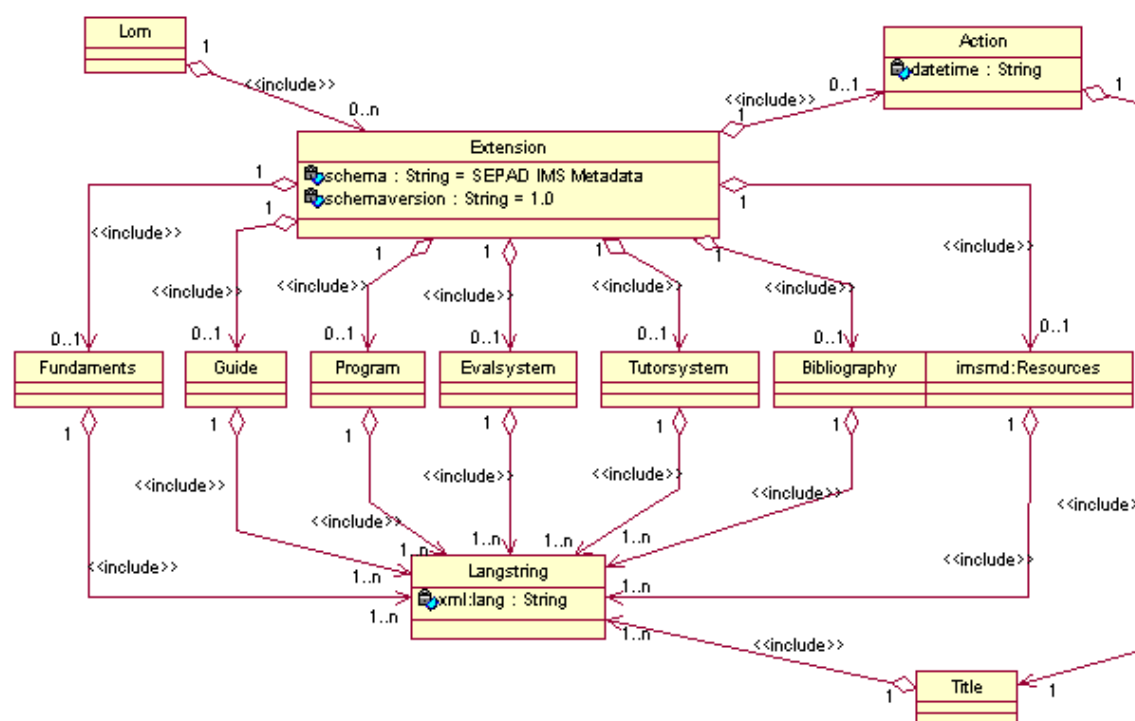 Lom
1
<<include>>
0..n
Action
datetime : String
1
<<include>>
0..1
1
Extension
schema : String = SEPAD IMS Metadata
schemaversion : String = 1.0
1
1
1
1
1
1
1
<<include>>
<<include>>
<<include>>
<<include>>
<<include>>
<<include>>
<<include>>
0..1
0..1
0..1
0..1
0..1
0..1
0..1
Fundaments
Guide
Program
Evalsystem
Tutorsystem
Bibliography
imsmd:Resources
1
1
1
1
1
1
1
<<include>>
<<include>>
<<include>>
<<include>>
<<include>>
<<include>>
<<include>>
<<include
1..n
1..n
1..n
1..n
1..n
1..n
1..n
Langstring
xml:lang : String
1..n
<<include>>
1
Title
1